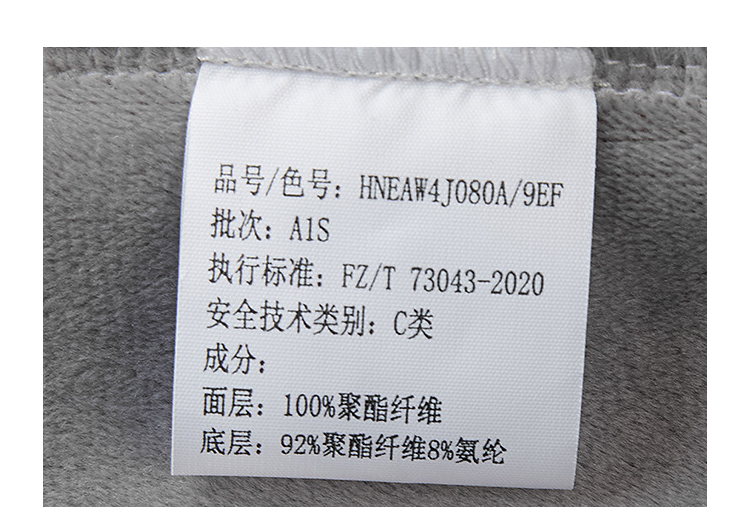 品号/色号：HNEAW4J080A/9EF
批次：A1S
执行标准：FZ/T 73043-2020
安全技术类别：C类
成分：
面层：100%聚酯纤维
底层：92%聚酯纤维8%氨纶